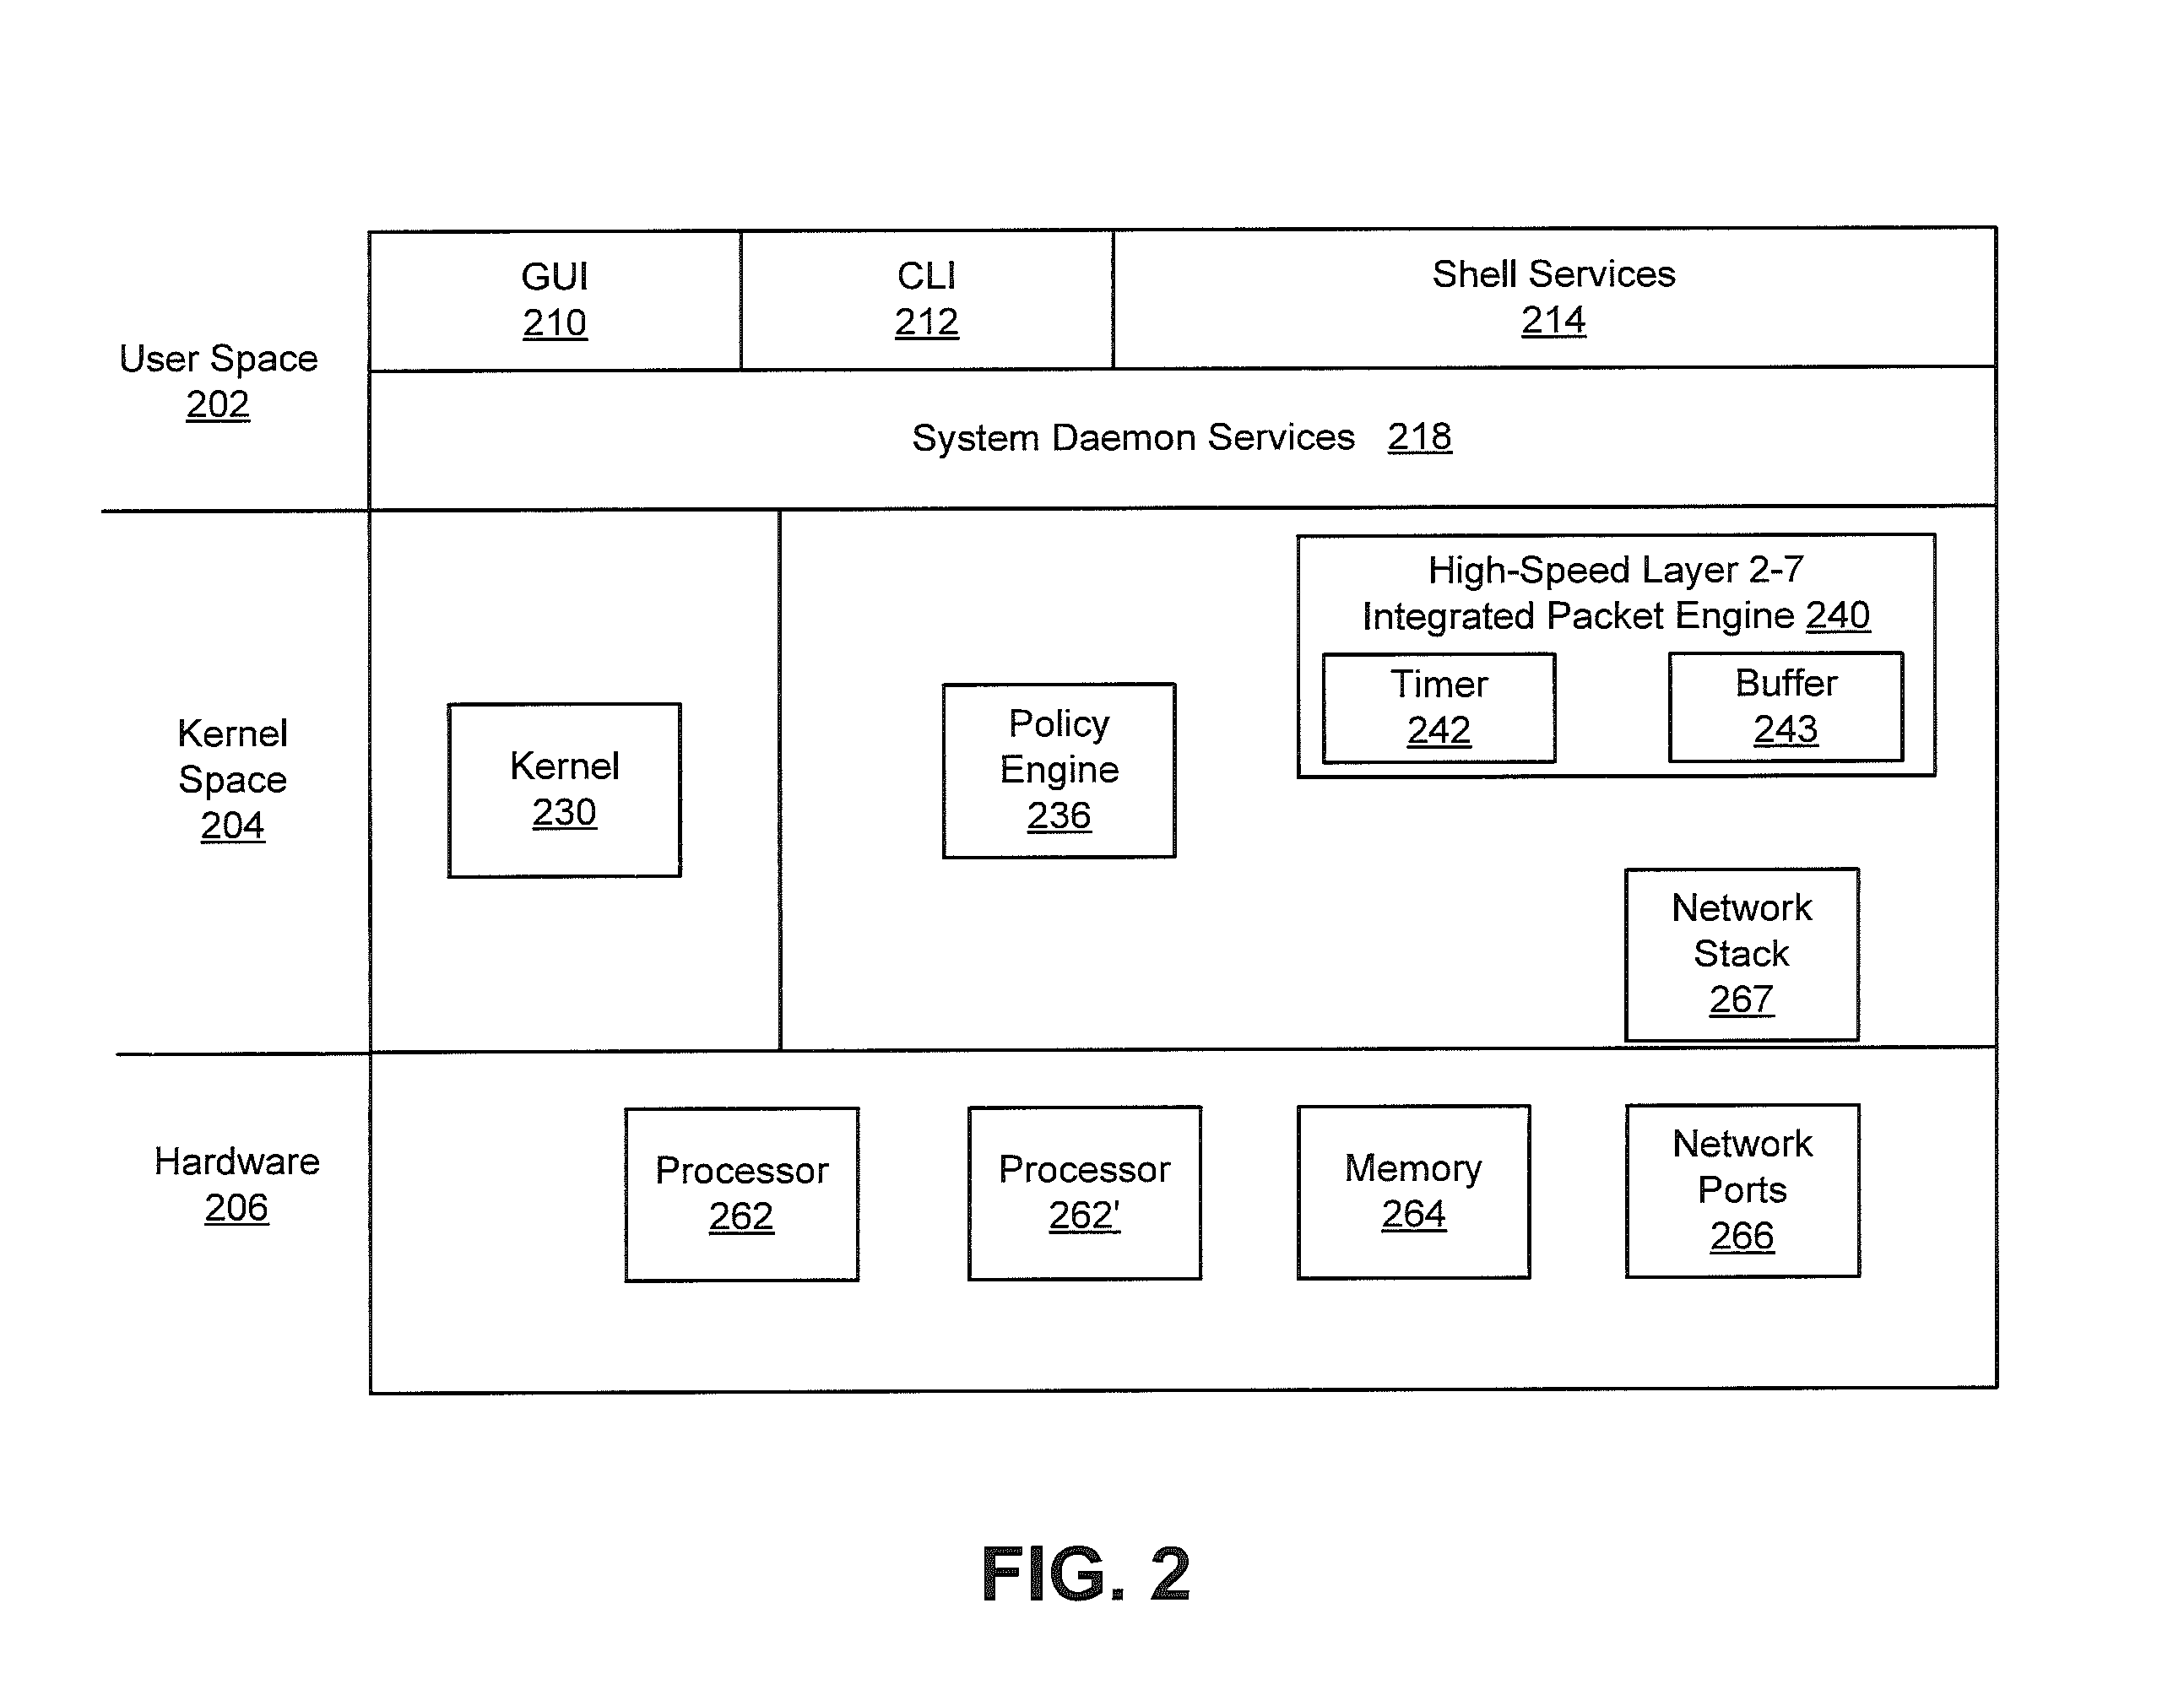 GUI
210
CLI
212
Shell Services
214
User Space
202
System Daemon Services 218
High-Speed Layer 2-7
Integrated Packet Engine 240
Timer
242
Buffer
243
Policy
Engine
236
Kernel
Space
204
Kernel
230
Network
Stack
267
Hardware
206
Processor
262
Processor
262'
Memory
264
Network
Ports
266
FIG. 2